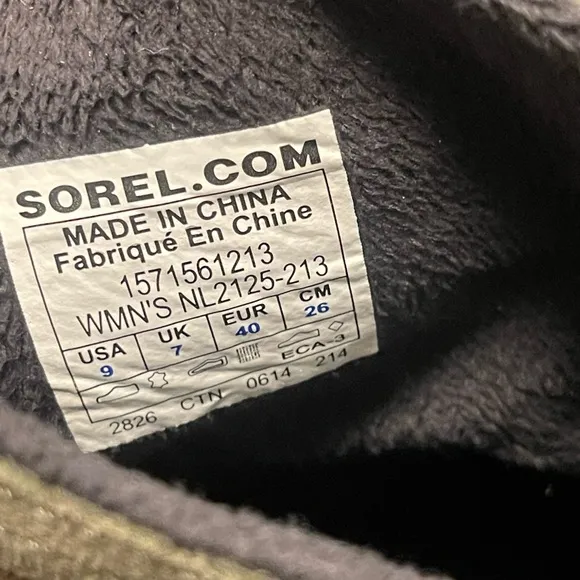 SOREL.COM
MADE IN CHINA
Fabriqué En Chine
1571561213
WMN'S NL2125-213
USA UK EUR CM
9 7 40 26
ECA-3
2826 CTN 0614 214